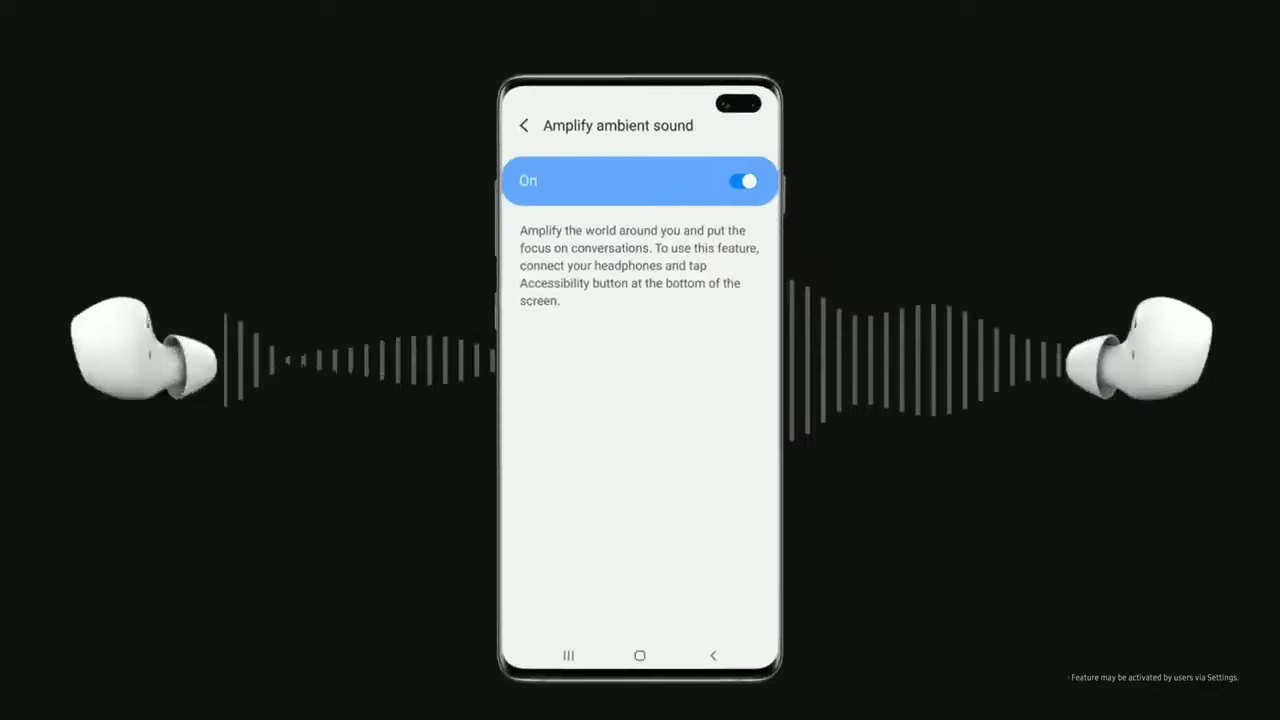 Amplify ambient sound
On
Amplify the world around you and put the
focus on conversations. To use this feature,
connect your headphones and tap
Accessibility button at the bottom of the
screen.
· Feature may be activated by users via Settings.